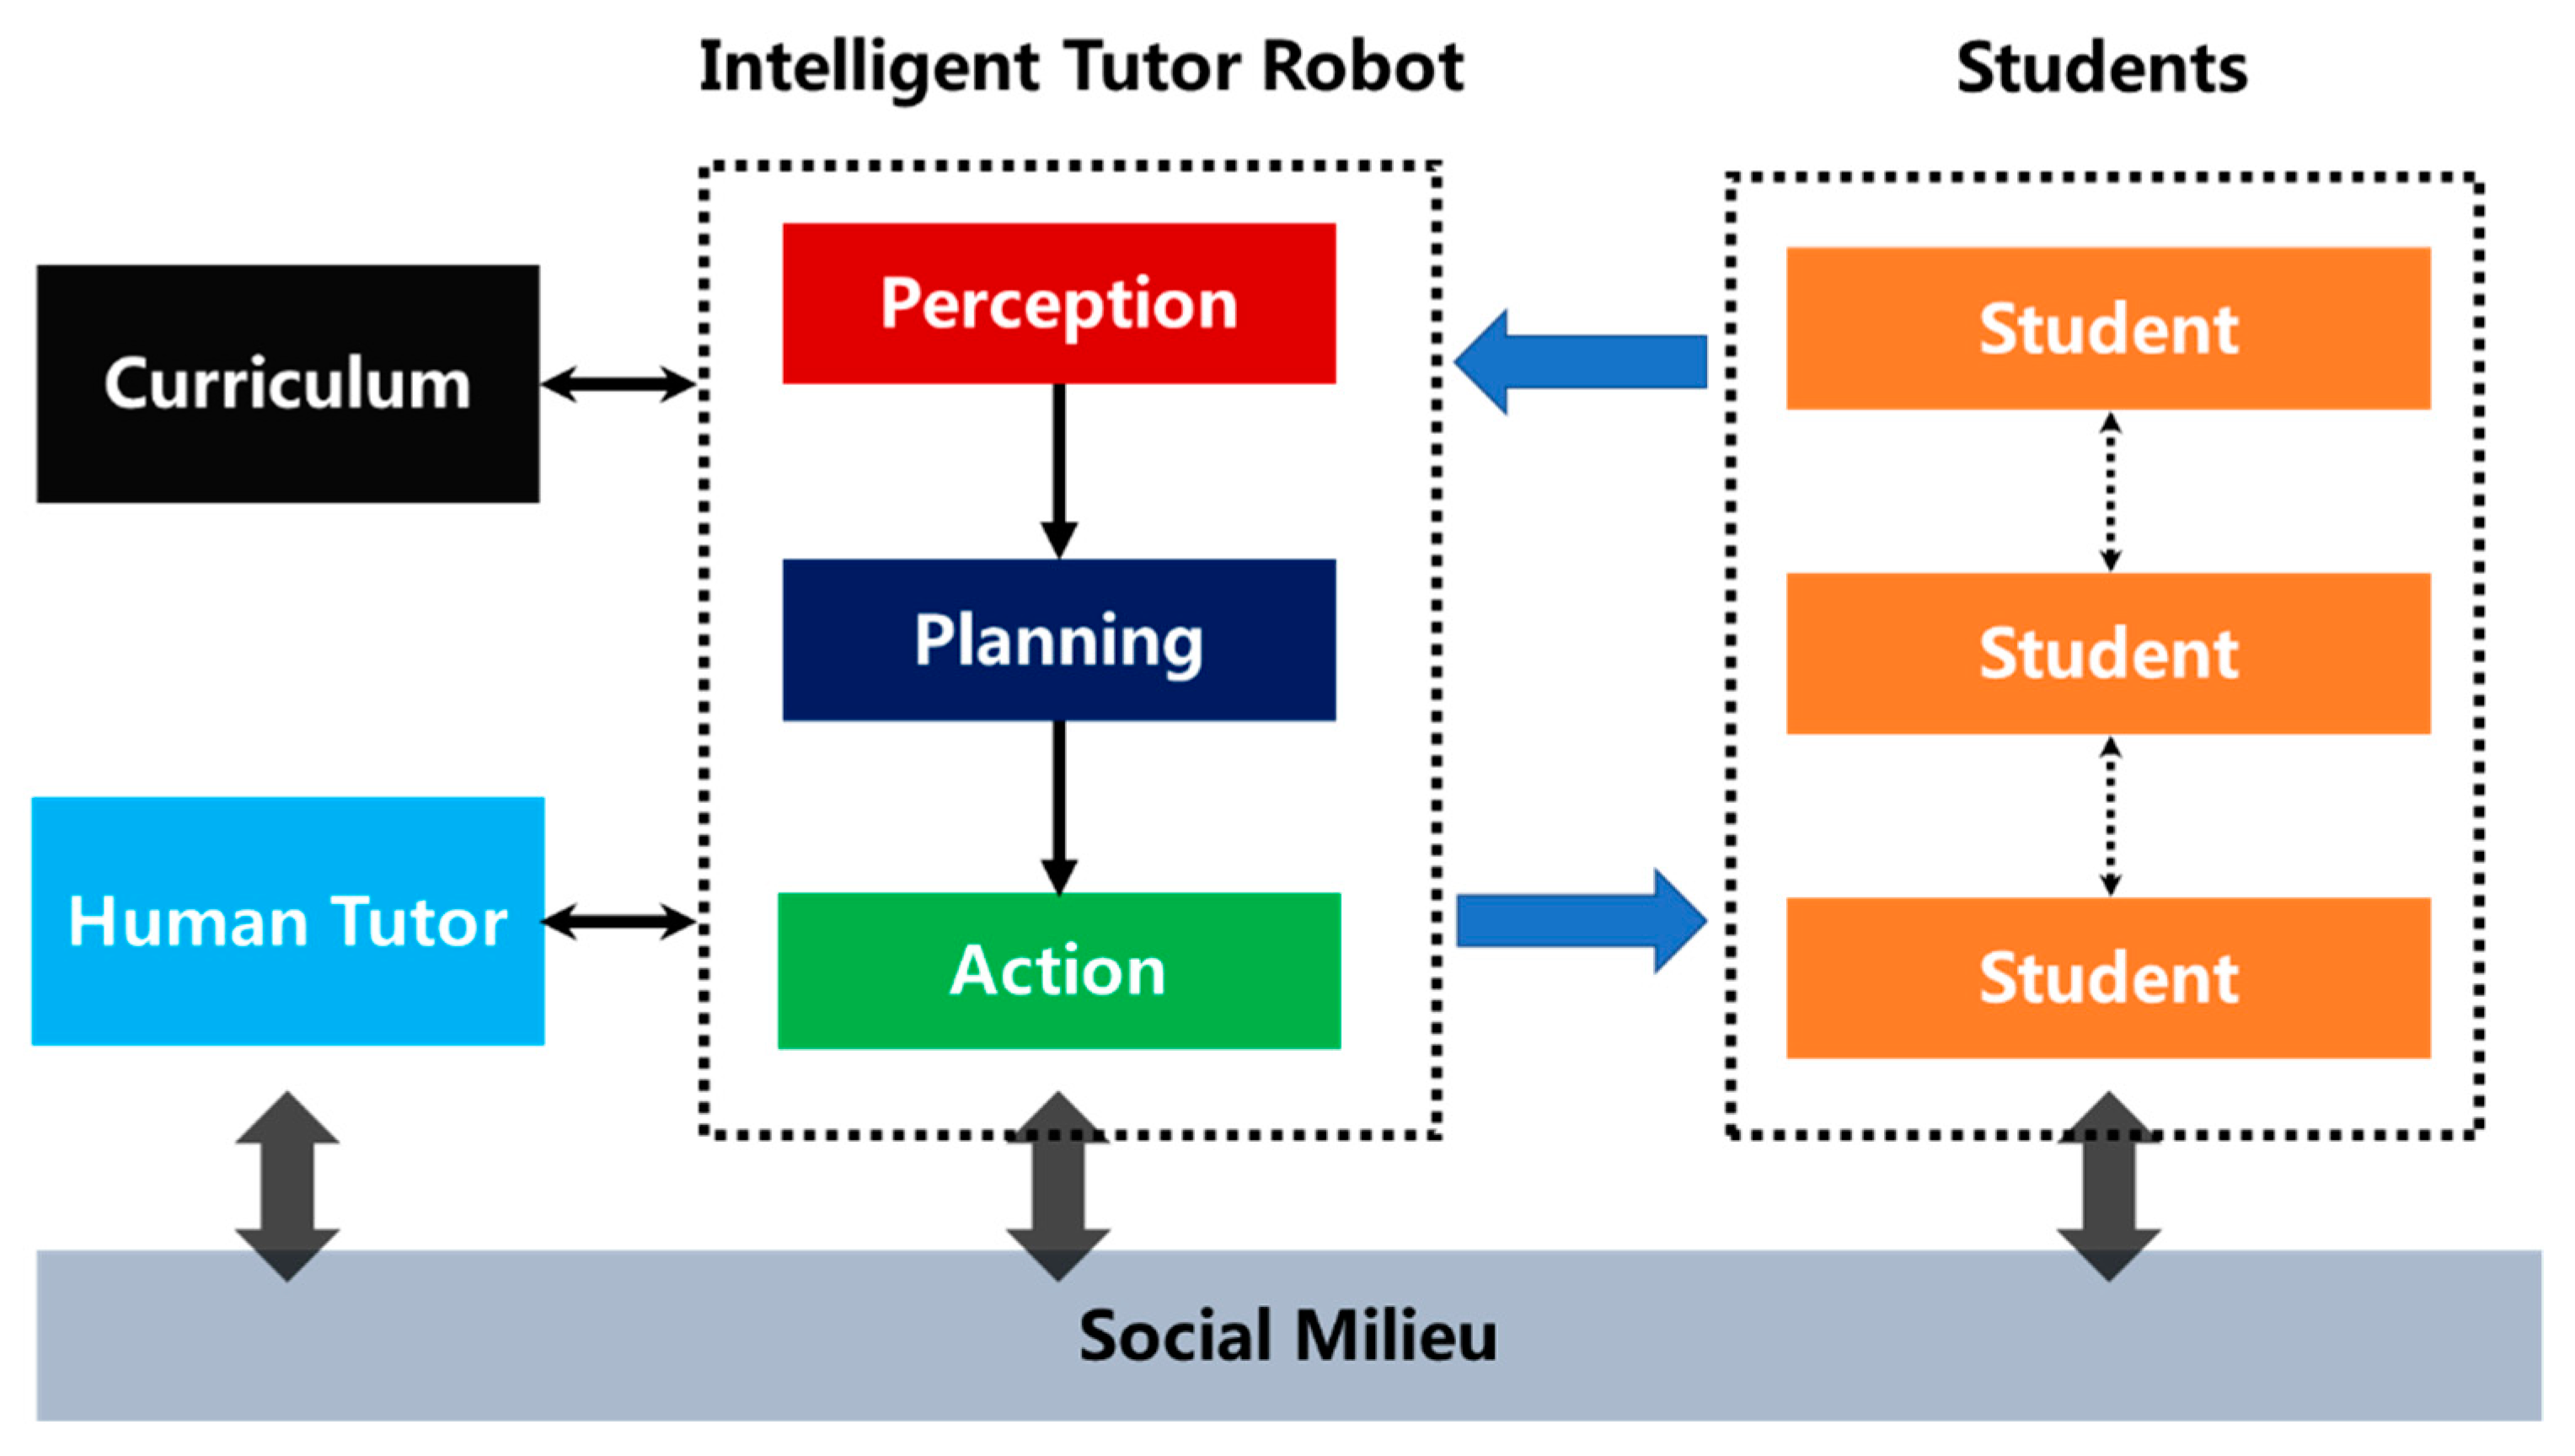 Intelligent Tutor Robot
Students
Curriculum
Human Tutor
Perception
Planning
Action
Student
Student
Student
Social Milieu